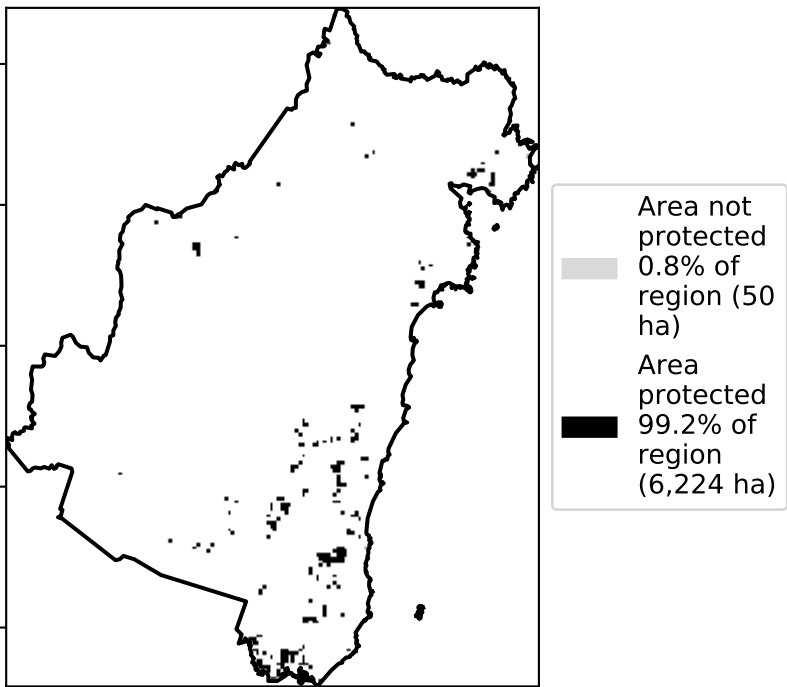 Area not
protected
0.8% of
region (50
ha)
Area
protected
99.2% of
region
(6,224 ha)